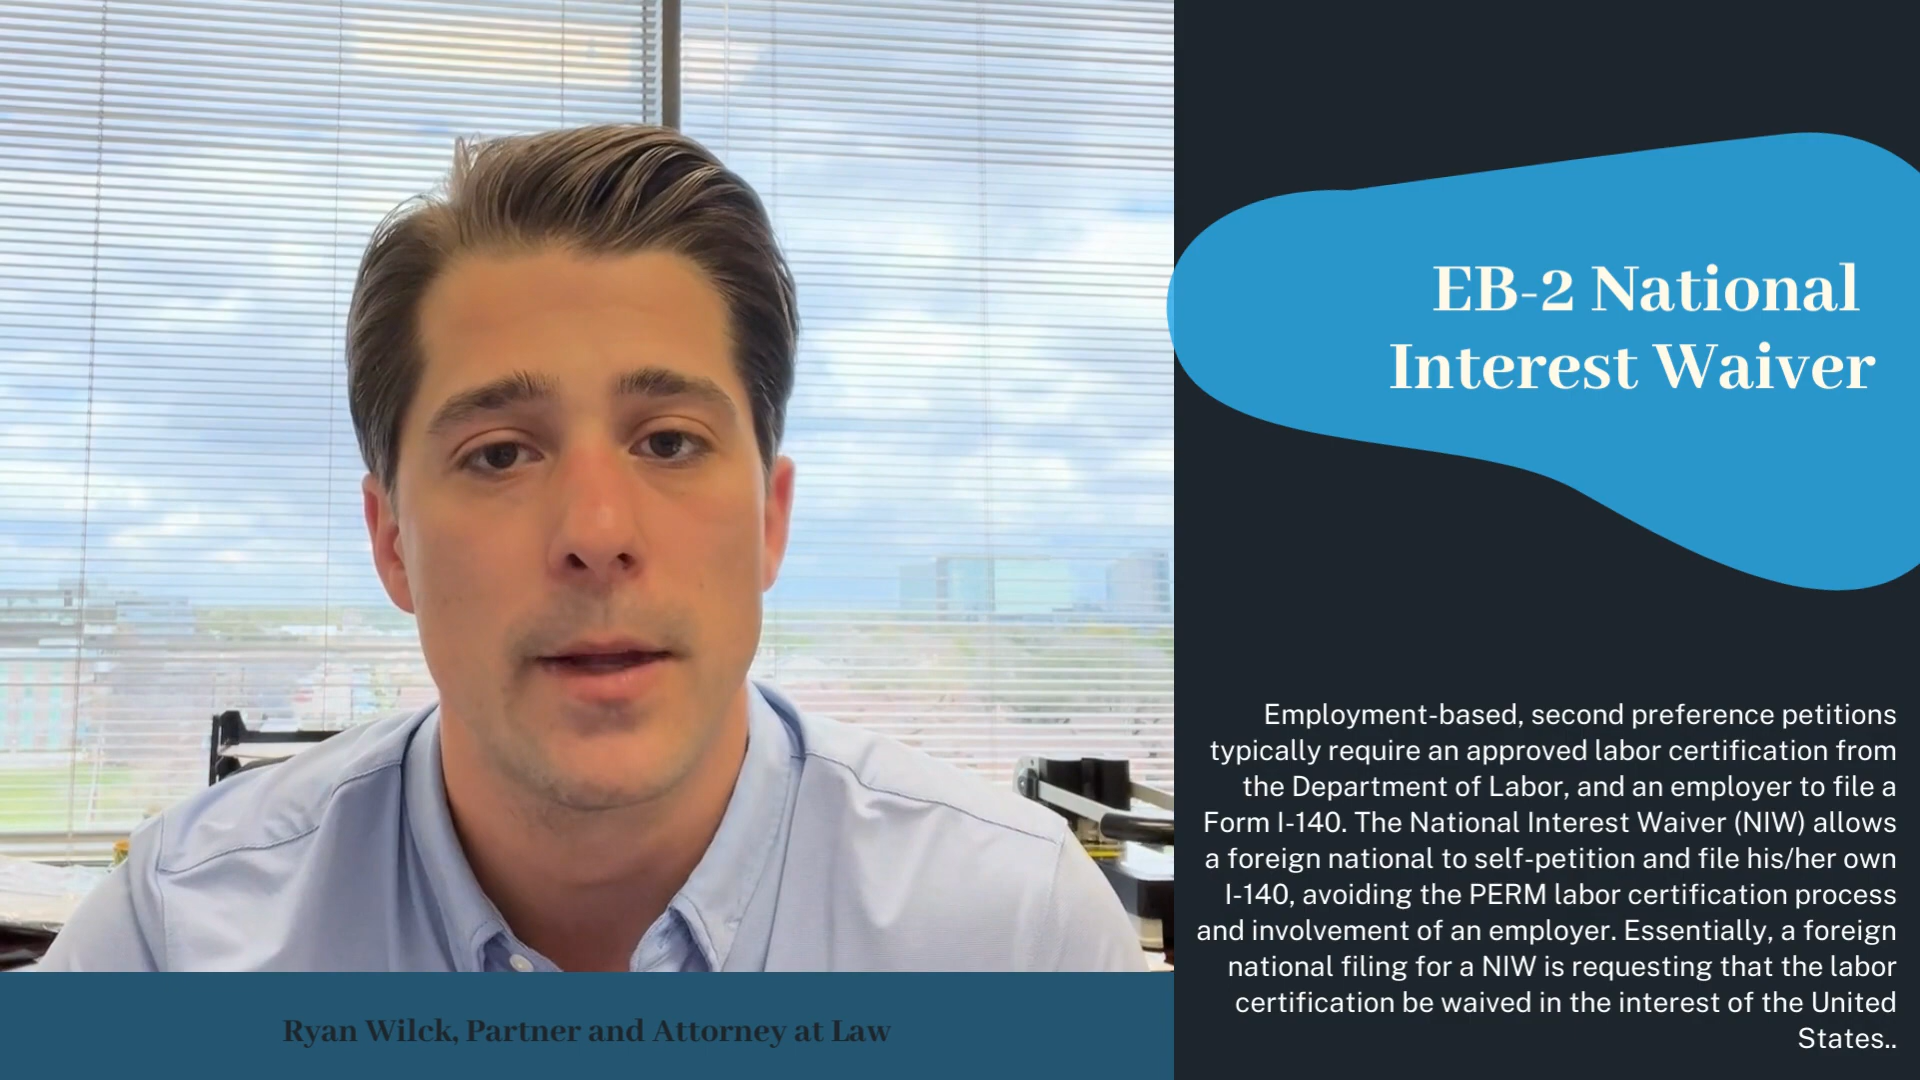 EB-2 National
Interest Waiver
Employment-based, second preference petitions
typically require an approved labor certification from
the Department of Labor, and an employer to file a
Form I-140. The National Interest Waiver (NIW) allows
a foreign national to self-petition and file his/her own
I-140, avoiding the PERM labor certification process
and involvement of an employer. Essentially, a foreign
national filing for a NIW is requesting that the labor
certification be waived in the interest of the United
States..
Ryan Wilck, Partner and Attorney at Law